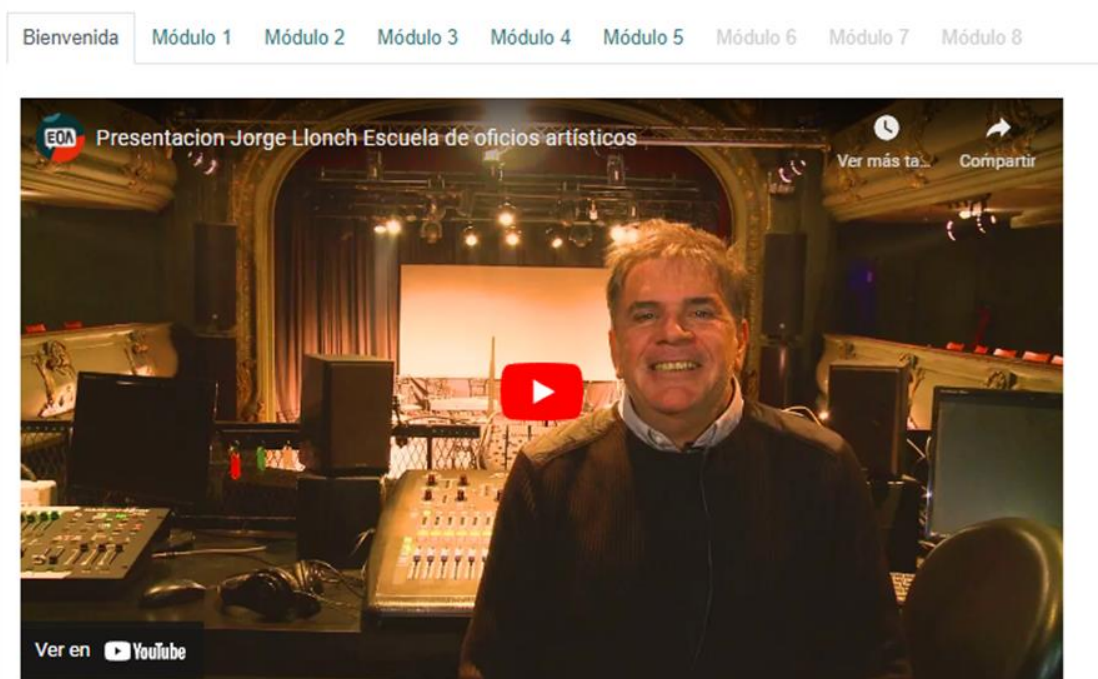 Bienvenida Módulo 1 Módulo 2 Módulo 3 Módulo 4 Módulo 5 Módulo 6 Módulo 7 Módulo 8
EOA Presentacion Jorge Llonch Escuela de oficios artísticos
Ver más ta... Compartir
Ver en YouTube